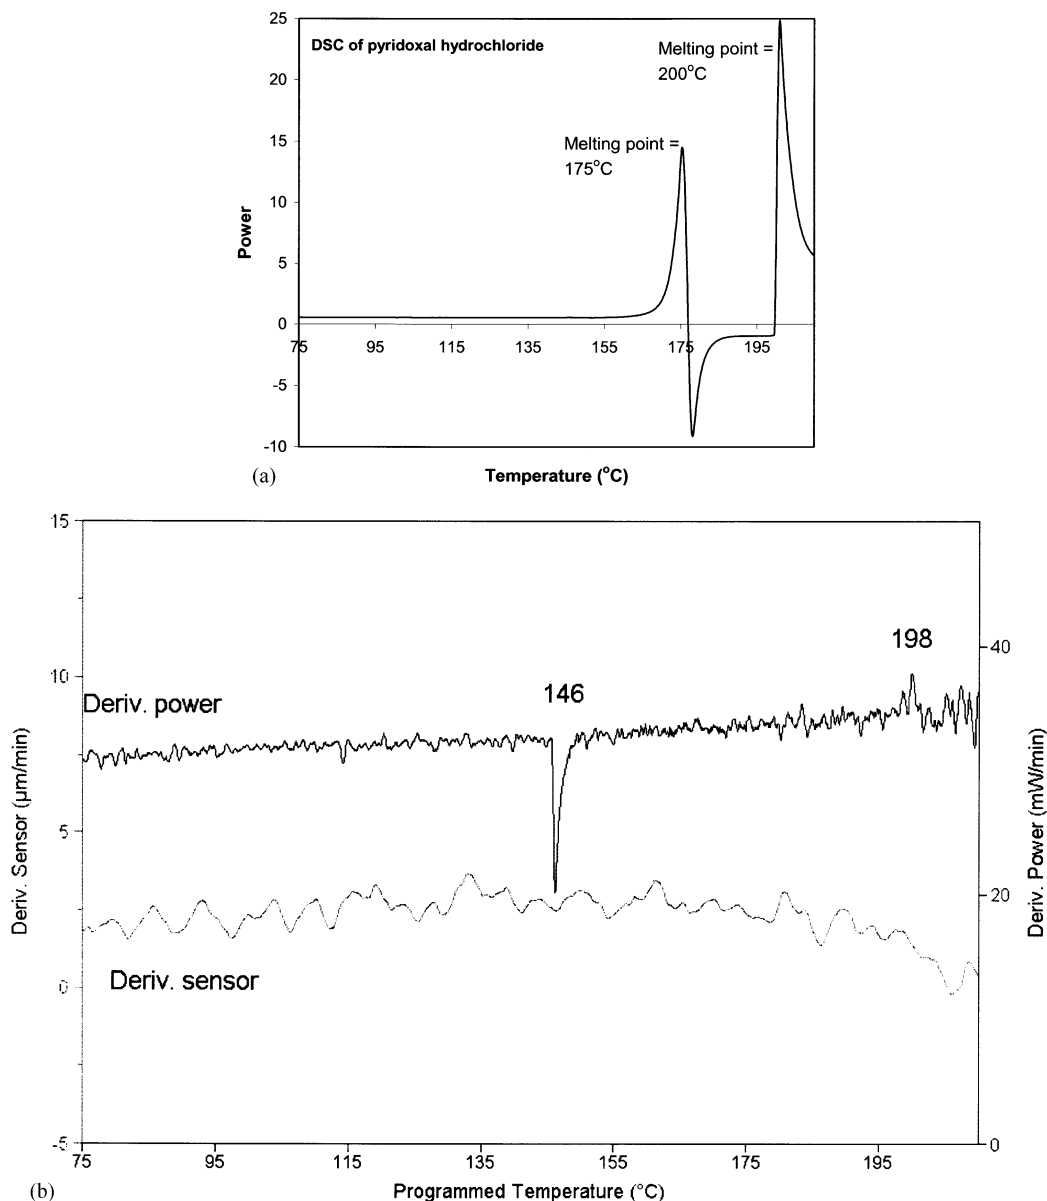 DSC of pyridoxal hydrochloride
Melting point =
200°C
Melting point =
175°C
Power
25
20
15
10
5
0
-5
-10
75
95
115
135
155
175
195
Temperature (°C)
(a)
15
10
5
0
-5
Deriv. Sensor (µm/min)
Deriv. power
146
198
Deriv. sensor
40
20
0
Deriv. Power (mW/min)
75
95
115
135
155
175
195
Programmed Temperature (°C)
(b)